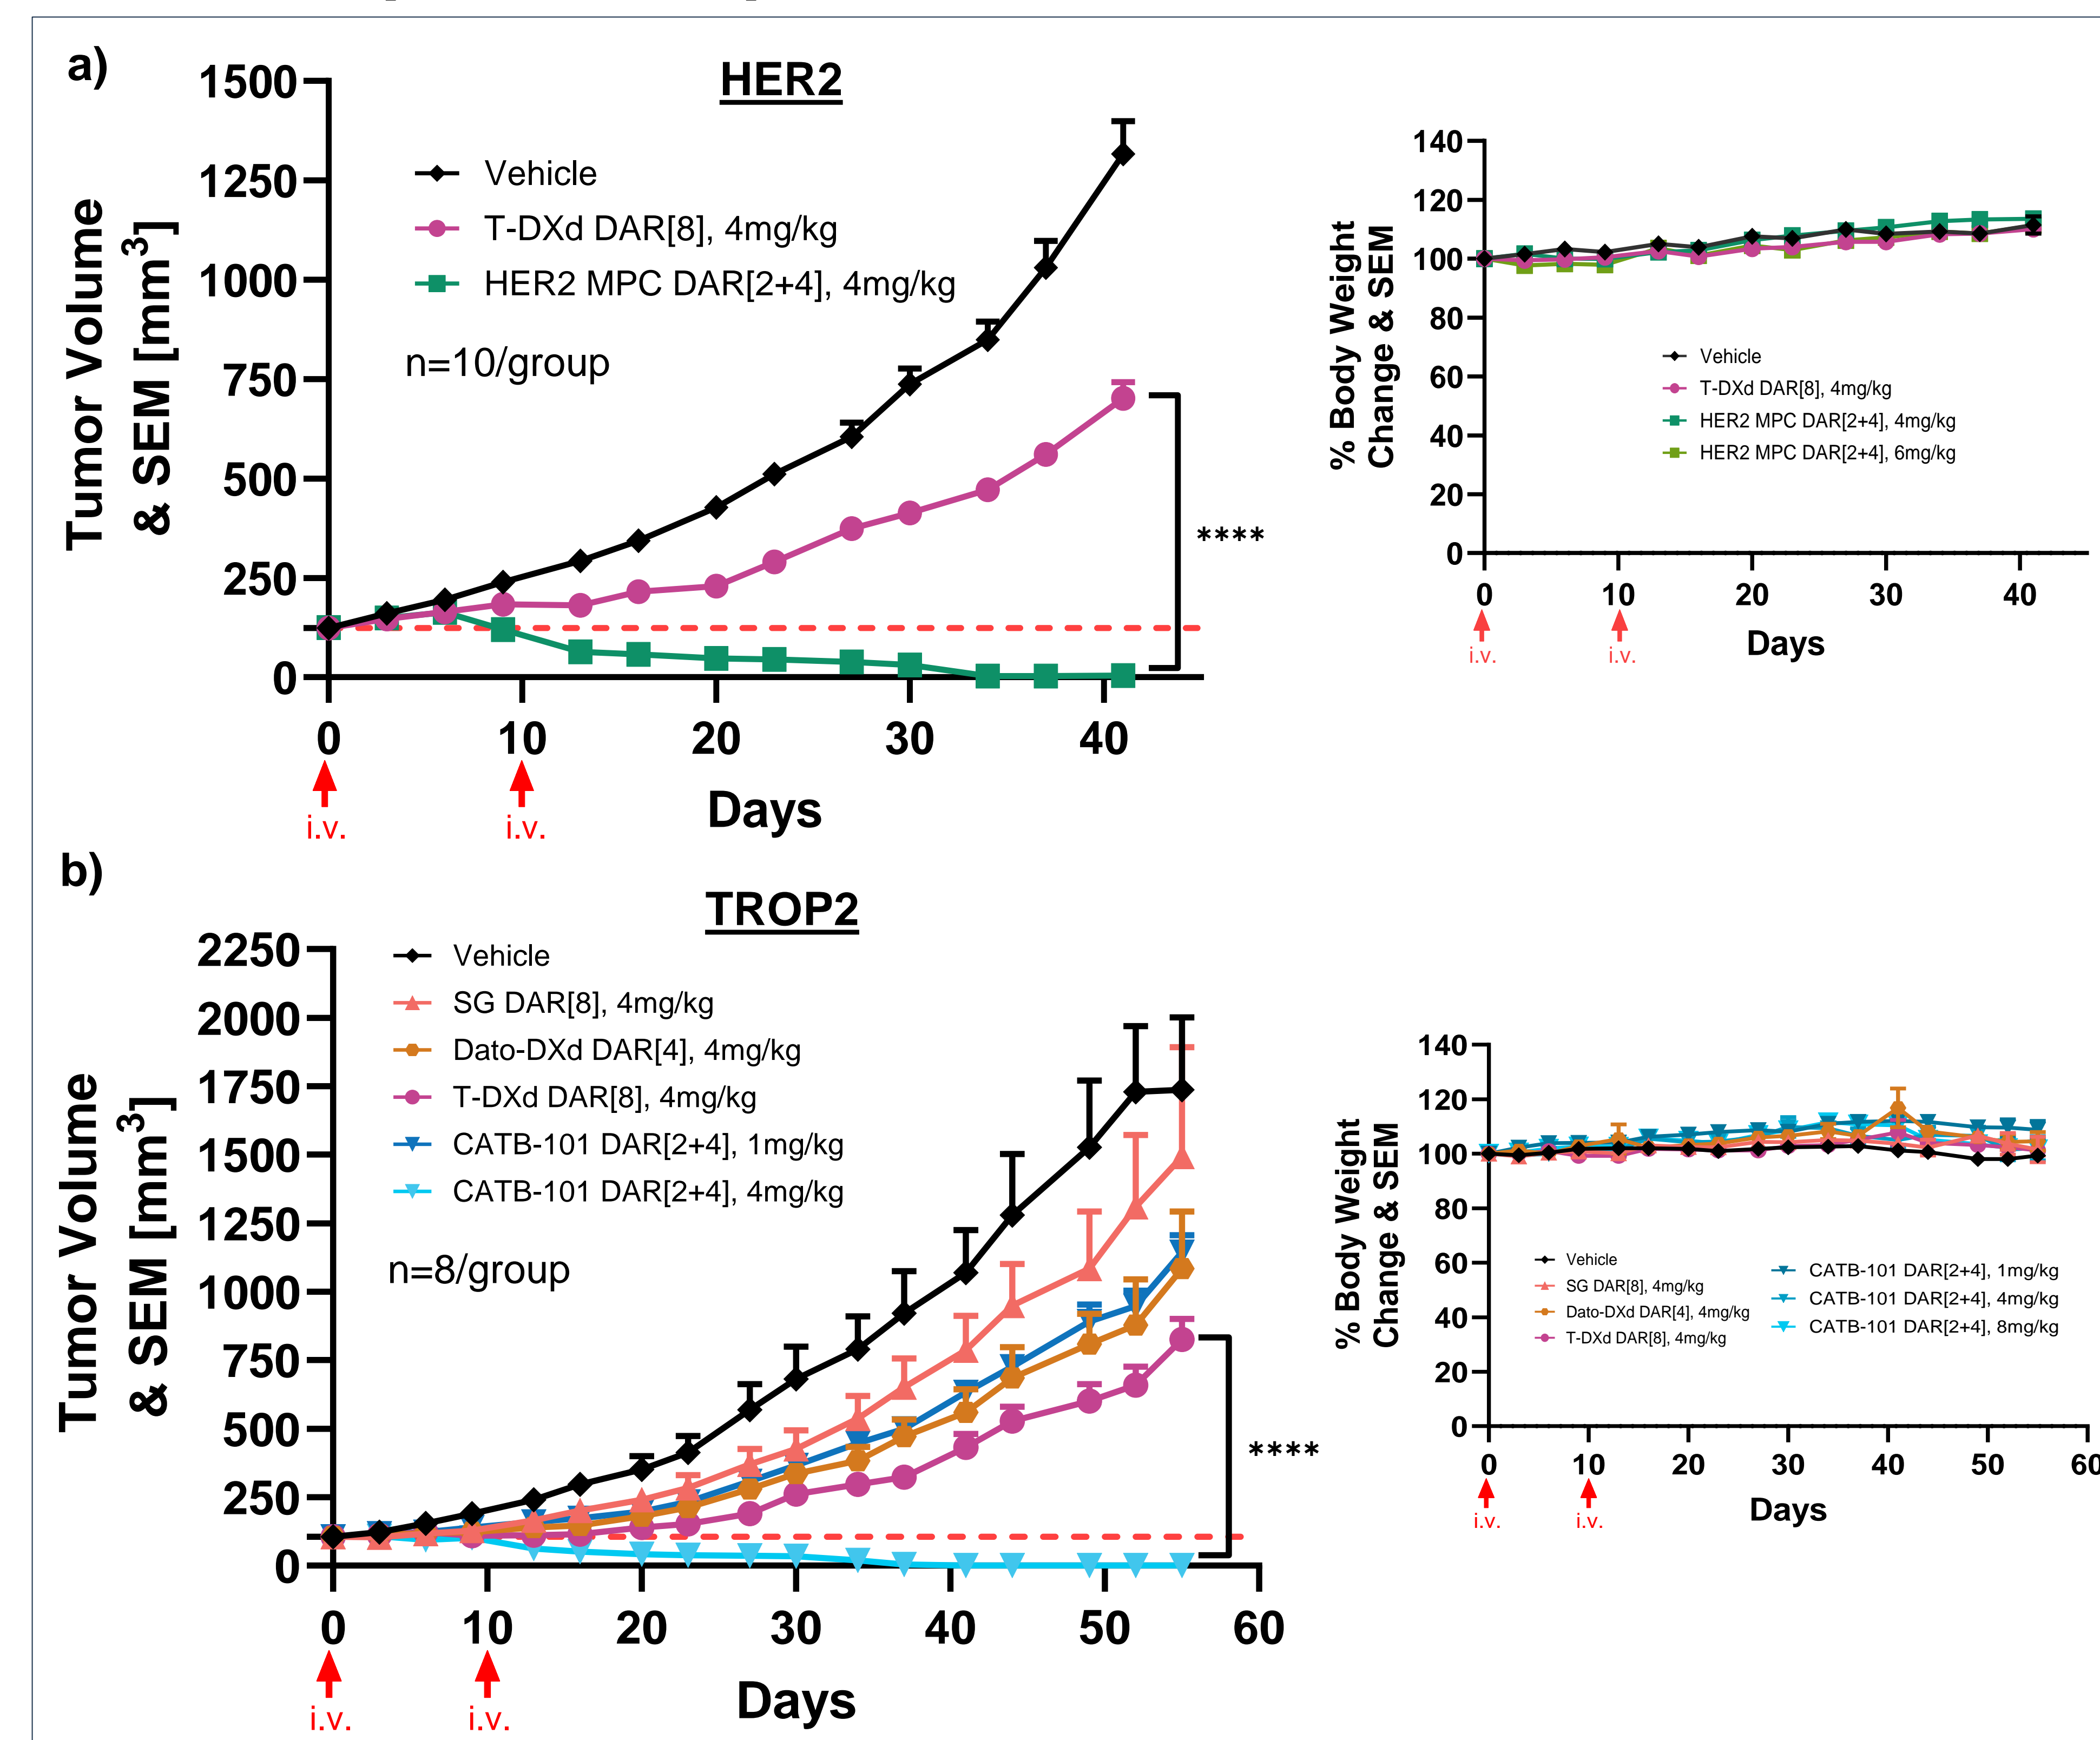 a)
HER2
Tumor Volume
& SEM [mm3]
1500
1250
1000
750
500
250
0
Vehicle
T-DXd DAR[8], 4mg/kg
HER2 MPC DAR[2+4], 4mg/kg
n=10/group
****
0 10 20 30 40
i.v. i.v.
Days
% Body Weight
Change & SEM
140
120
100
80
60
40
20
0
Vehicle
T-DXd DAR[8], 4mg/kg
HER2 MPC DAR[2+4], 4mg/kg
HER2 MPC DAR[2+4], 6mg/kg
0 10 20 30 40
i.v. i.v.
Days
b)
TROP2
Tumor Volume
& SEM [mm3]
2250
2000
1750
1500
1250
1000
750
500
250
0
Vehicle
SG DAR[8], 4mg/kg
Dato-DXd DAR[4], 4mg/kg
T-DXd DAR[8], 4mg/kg
CATB-101 DAR[2+4], 1mg/kg
CATB-101 DAR[2+4], 4mg/kg
n=8/group
****
0 10 20 30 40 50 60
i.v. i.v.
Days
% Body Weight
Change & SEM
140
120
100
80
60
40
20
0
Vehicle
SG DAR[8], 4mg/kg
Dato-DXd DAR[4], 4mg/kg
T-DXd DAR[8], 4mg/kg
CATB-101 DAR[2+4], 1mg/kg
CATB-101 DAR[2+4], 4mg/kg
CATB-101 DAR[2+4], 8mg/kg
0 10 20 30 40 50 60
i.v. i.v.
Days